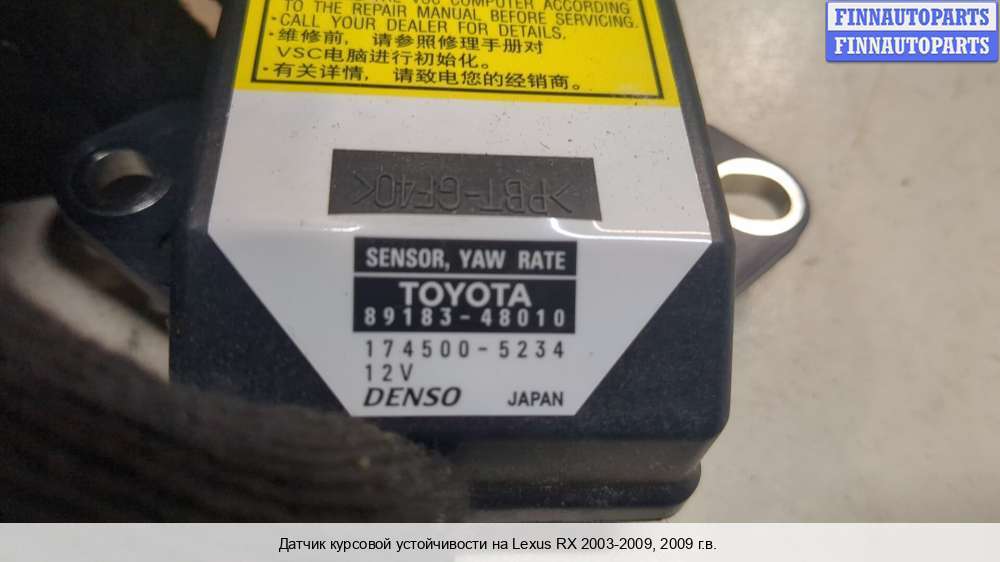 FINNAUTOPARTS
FINNAUTOPARTS
VSC COMPUTER ACCORDING
TO THE REPAIR MANUAL BEFORE SERVICING.
・CALL YOUR DEALER FOR DETAILS.
・维修前，请参照修理手册对
VSC电脑进行初始化。
・有关详情，请致电您的经销商。
>PBT-GF40<
SENSOR, YAW RATE
TOYOTA
89183-48010
174500-5234
12V
DENSO JAPAN
Датчик курсовой устойчивости на Lexus RX 2003-2009, 2009 г.в.